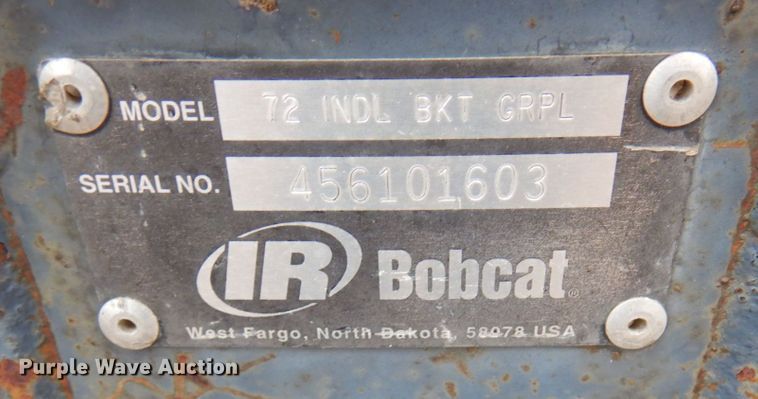 MODEL 72 INDL BKT GRPL
SERIAL NO. 456101603
IR Bobcat®
West Fargo, North Dakota, 58078 USA
Purple Wave Auction